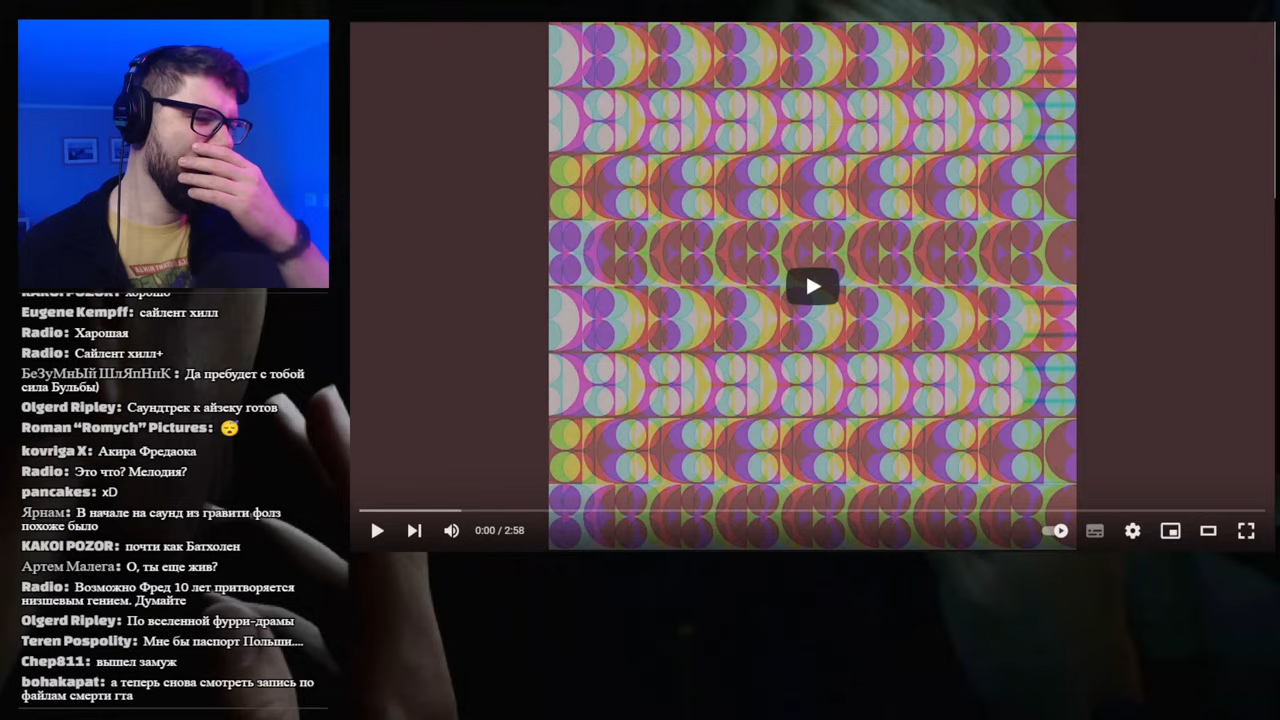 KAKOI POZOR: хорошо
Eugene Kempff: сайлент хилл
Radio: Харошая
Radio: Сайлент хилл+
БеЗуМнЫй ШлЯпНиК: Да пребудет с тобой
сила Бульбы)
Olgerd Ripley: Саундтрек к айзеку готов
Roman “Romych” Pictures: 😴
kovriga X: Акира Фредаока
Radio: Это что? Мелодия?
pancakes: xD
Ярнам: В начале на саунд из гравити фолз
похоже было
KAKOI POZOR: почти как Батхолен
Артем Малега: О, ты еще жив?
Radio: Возможно Фред 10 лет притворяется
низшевым гением. Думайте
Olgerd Ripley: По вселенной фурри-драмы
Teren Pospolity: Мне бы паспорт Польши....
Chep811: вышел замуж
bohakapat: а теперь снова смотреть запись по
файлам смерти гта
0:00 / 2:58